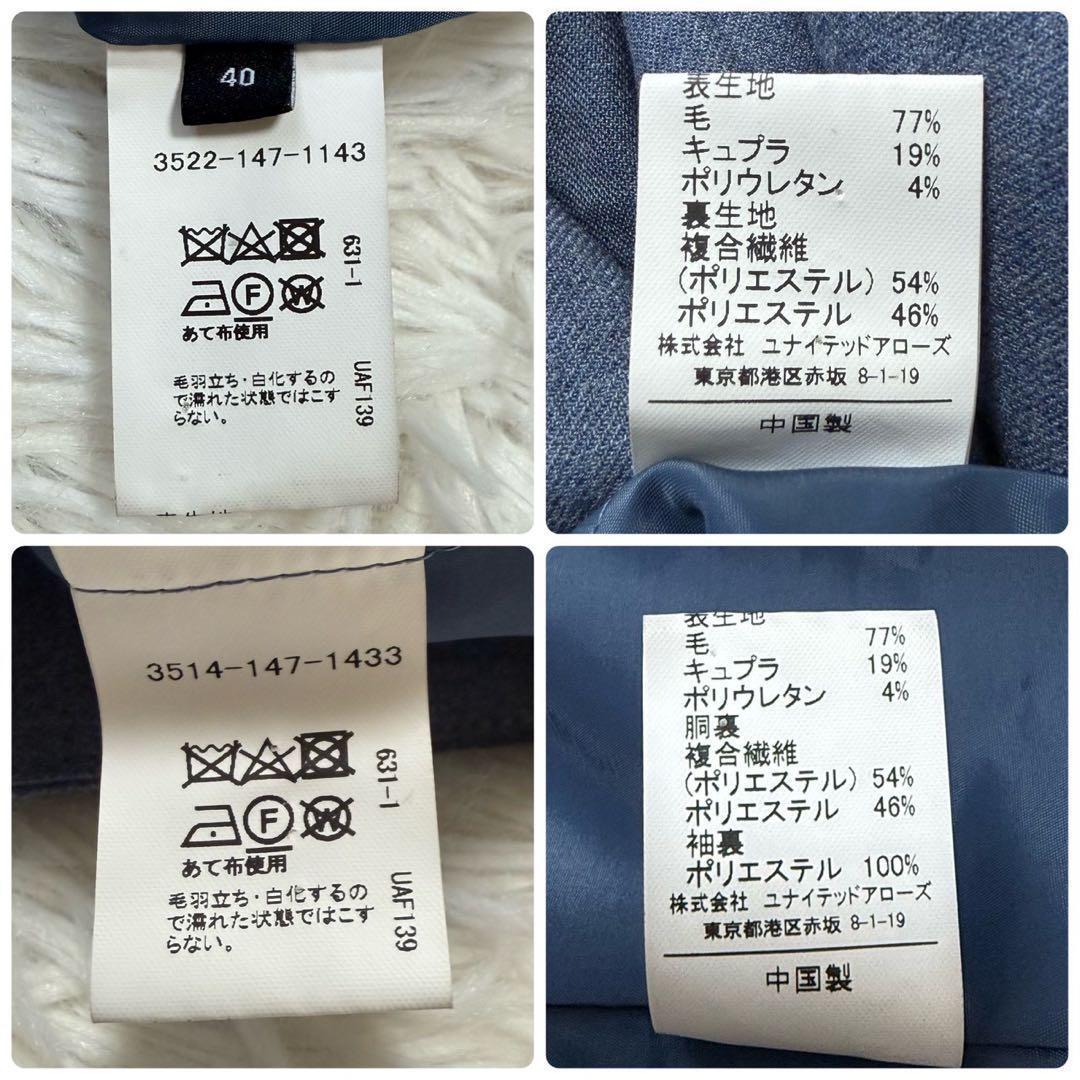 40
3522-147-1143
631-1
F
W
あて布使用
毛羽立ち・白化するの
で濡れた状態ではこす
らない。
UAF139
表生地
表生地
毛 77%
キュプラ 19%
ポリウレタン 4%
裏生地
複合繊維
(ポリエステル) 54%
ポリエステル 46%
株式会社 ユナイテッドアローズ
東京都港区赤坂 8-1-19
中国製
3514-147-1433
631-1
F
W
あて布使用
毛羽立ち・白化するの
で濡れた状態ではこす
らない。
UAF139
表生地
毛 77%
キュプラ 19%
ポリウレタン 4%
胴裏
複合繊維
(ポリエステル) 54%
ポリエステル 46%
袖裏
ポリエステル 100%
株式会社 ユナイテッドアローズ
東京都港区赤坂 8-1-19
中国製